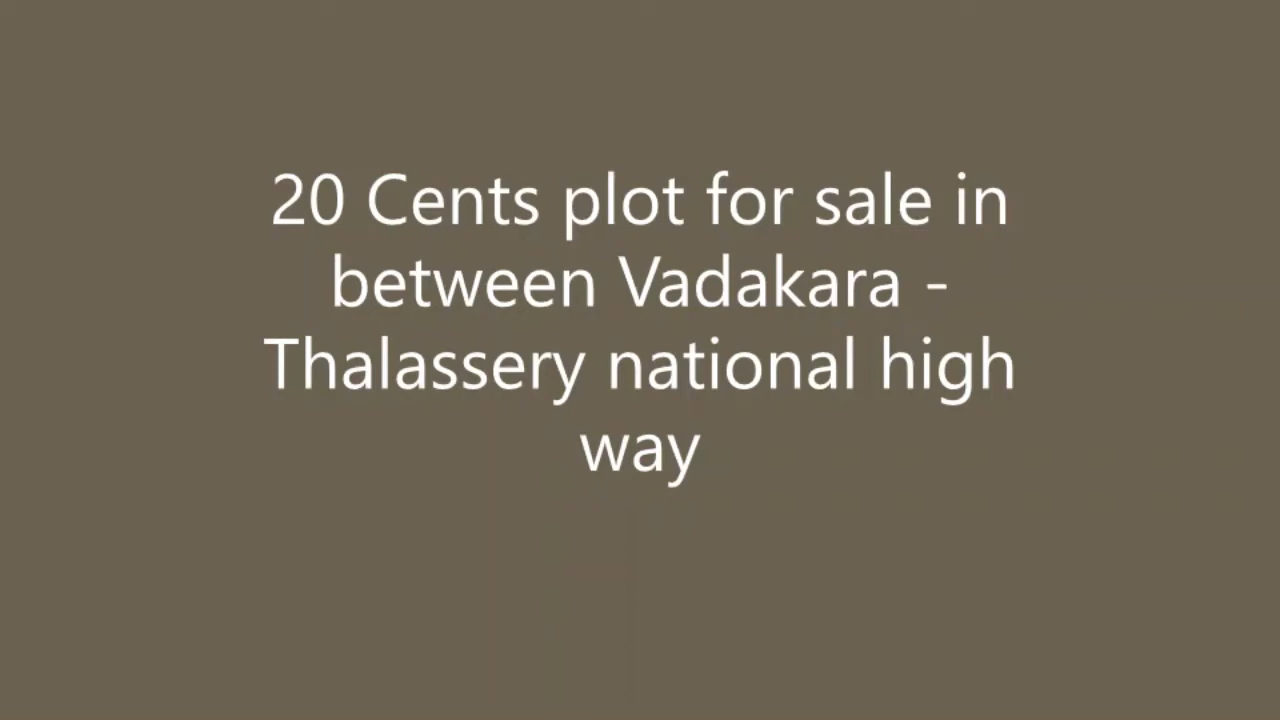 20 Cents plot for sale in
between Vadakara -
Thalassery national high
way